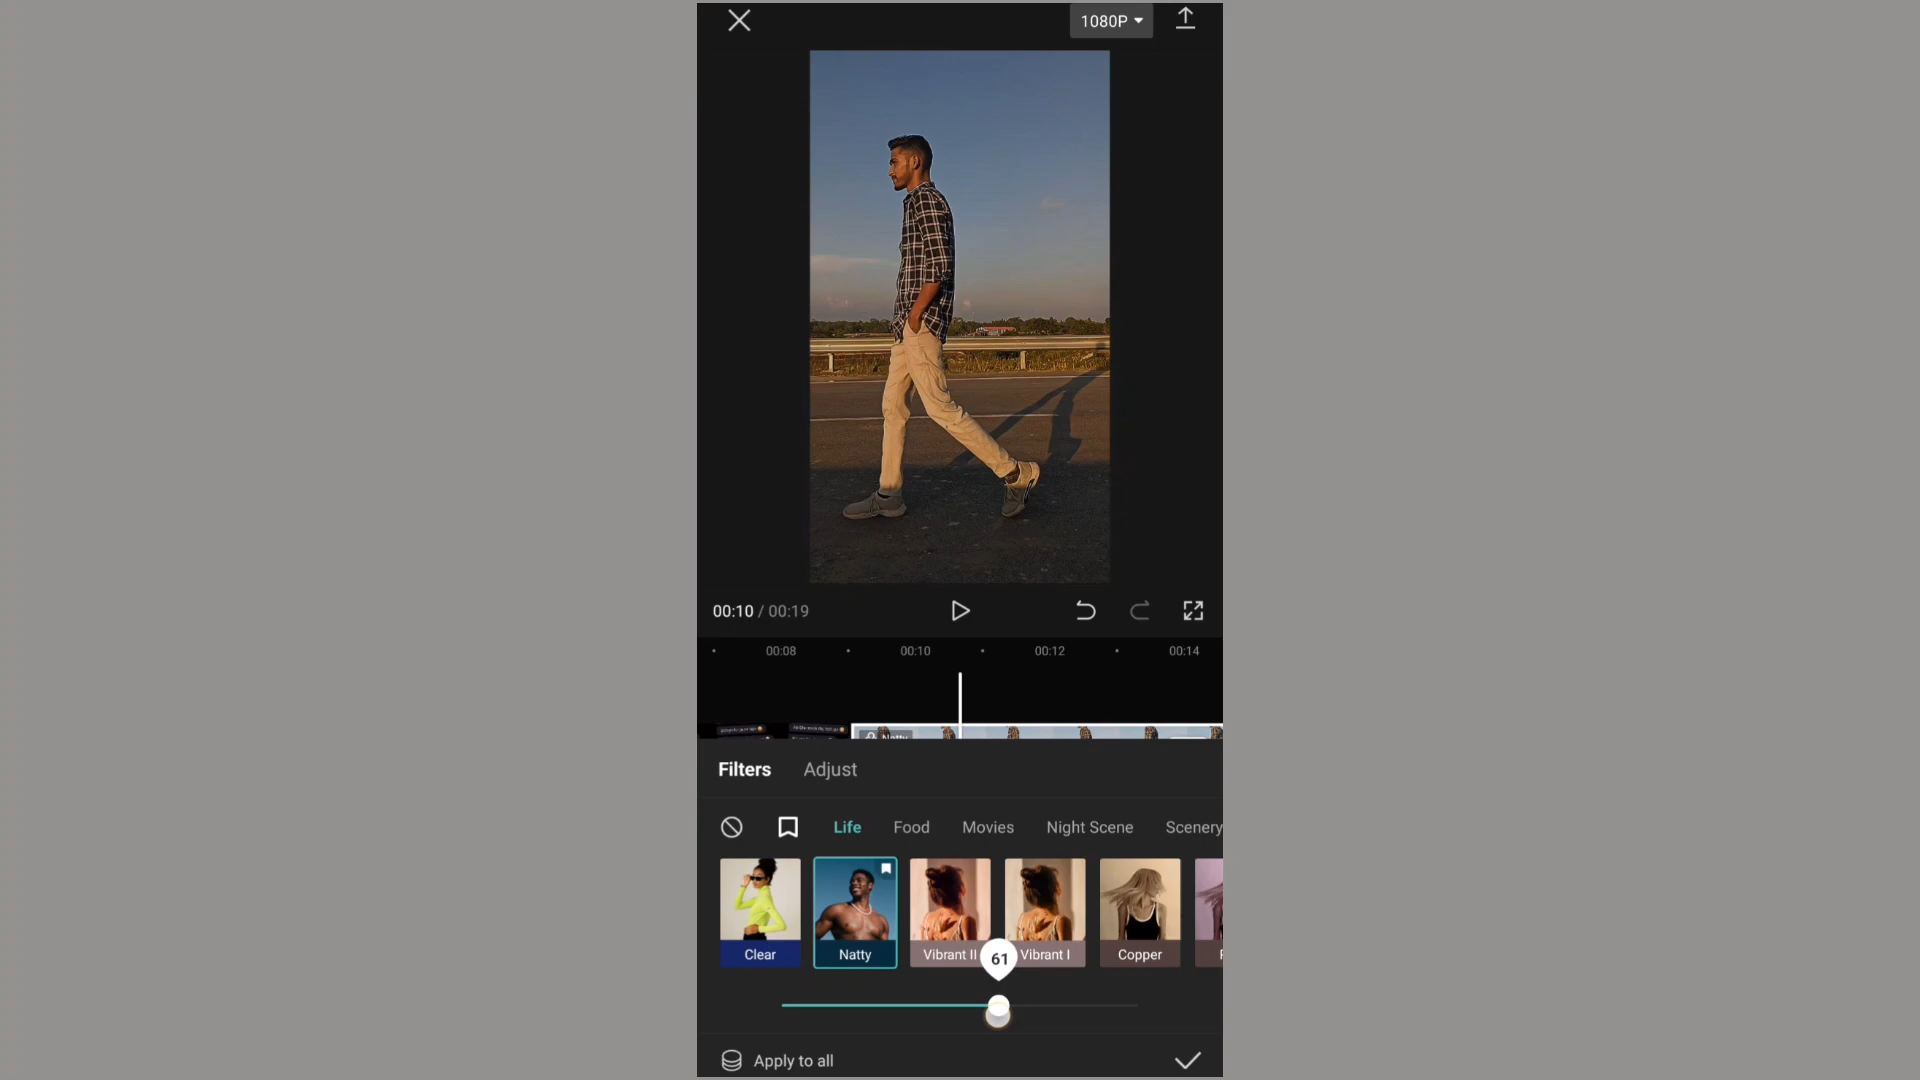 1080P
00:10 / 00:19
00:08 00:10 00:12 00:14
Natty
Filters Adjust
Life Food Movies Night Scene Scenery
Clear Natty Vibrant II Vibrant I Copper
61
Apply to all